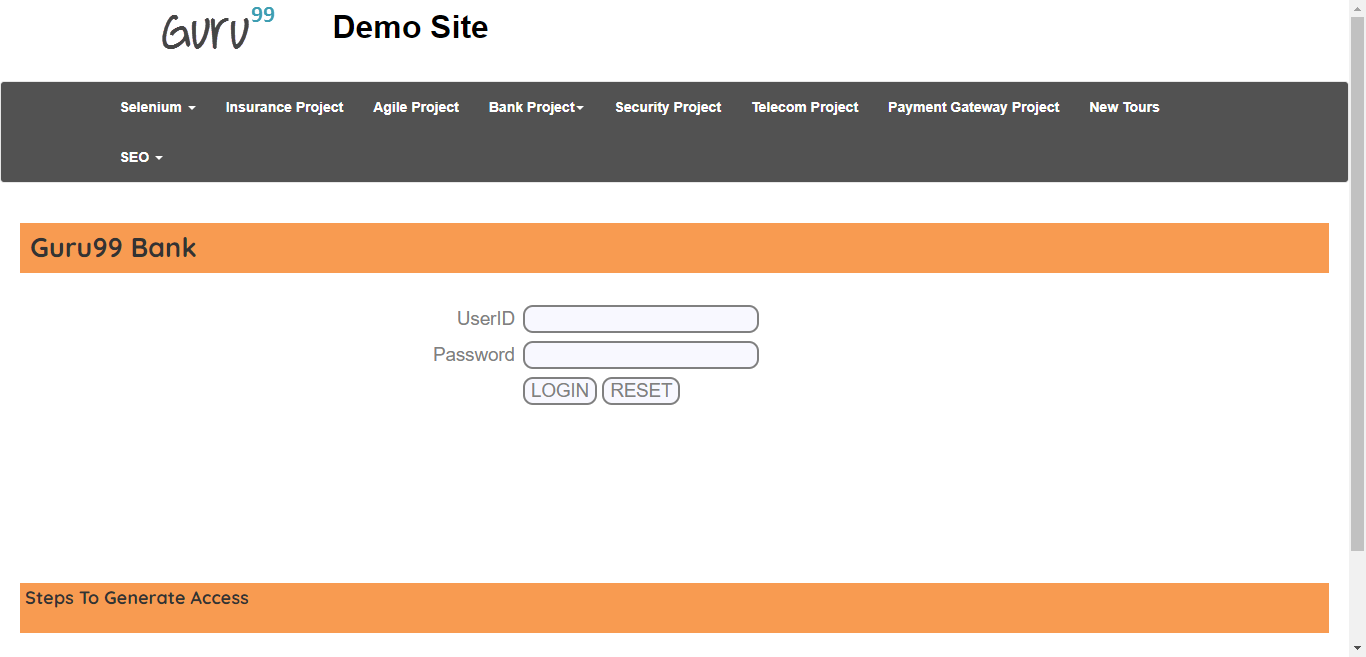 Guru99
Demo Site
Selenium Insurance Project Agile Project Bank Project Security Project Telecom Project Payment Gateway Project New Tours
SEO
Guru99 Bank
UserID
Password
LOGIN RESET
Steps To Generate Access